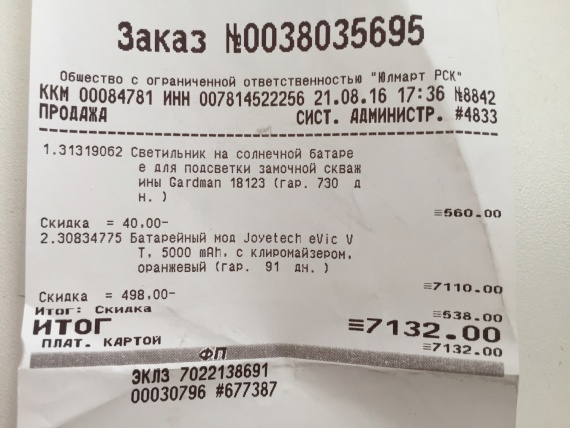 Заказ №0038035695
Общество с ограниченной ответственностью "Юлмарт РСК"
ККМ 00084781 ИНН 007814522256 21.08.16 17:36 №8842
ПРОДАЖА СИСТ. АДМИНИСТР. #4833
1.31319062 Светильник на солнечной батаре
е для подсветки замочной скваж
ины Gardman 18123 (гар. 730 д
н. )
≡560.00
Скидка = 40.00-
2.30834775 Батарейный мод Joyetech eVic V
T, 5000 mAh, с клиромайзером,
оранжевый (гар. 91 дн. )
≡7110.00
Скидка = 498.00-
Итог: Скидка ≡538.00
ИТОГ ≡7132.00
ПЛАТ. КАРТОЙ ≡7132.00
ФП
ЭКЛЗ 7022138691
00030796 #677387